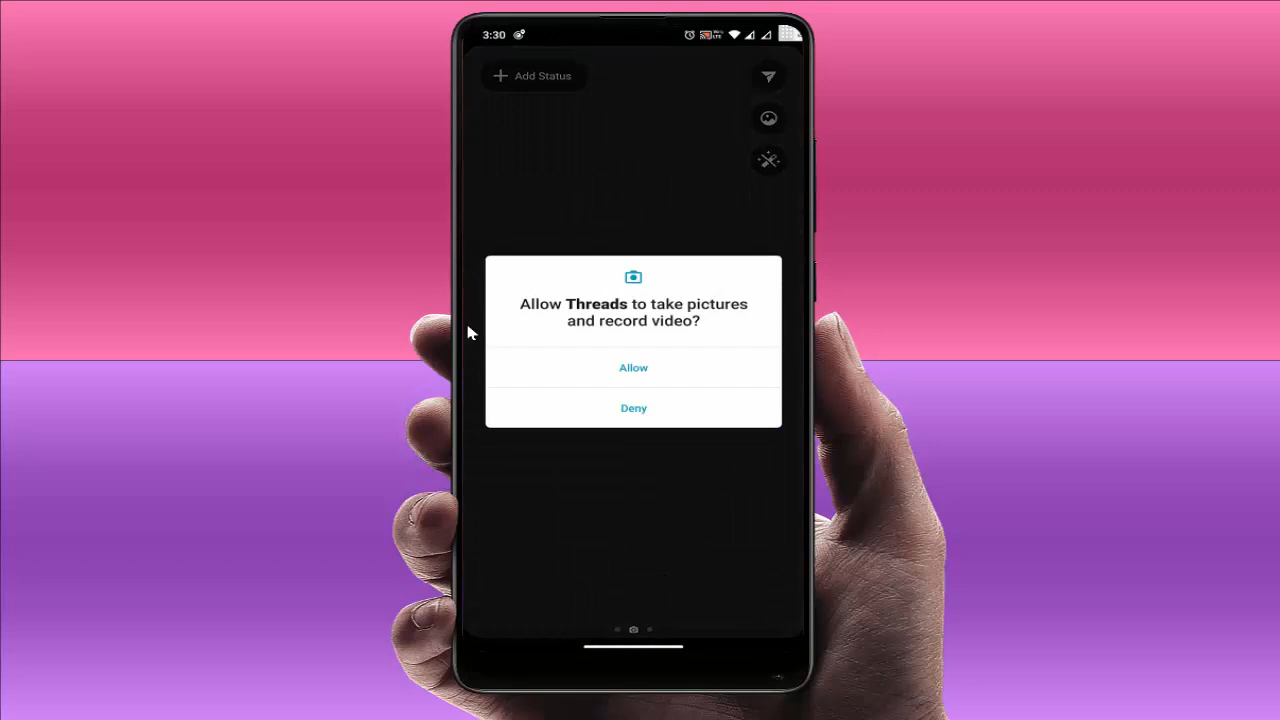 3:30
Add Status
Allow Threads to take pictures
and record video?
Allow
Deny